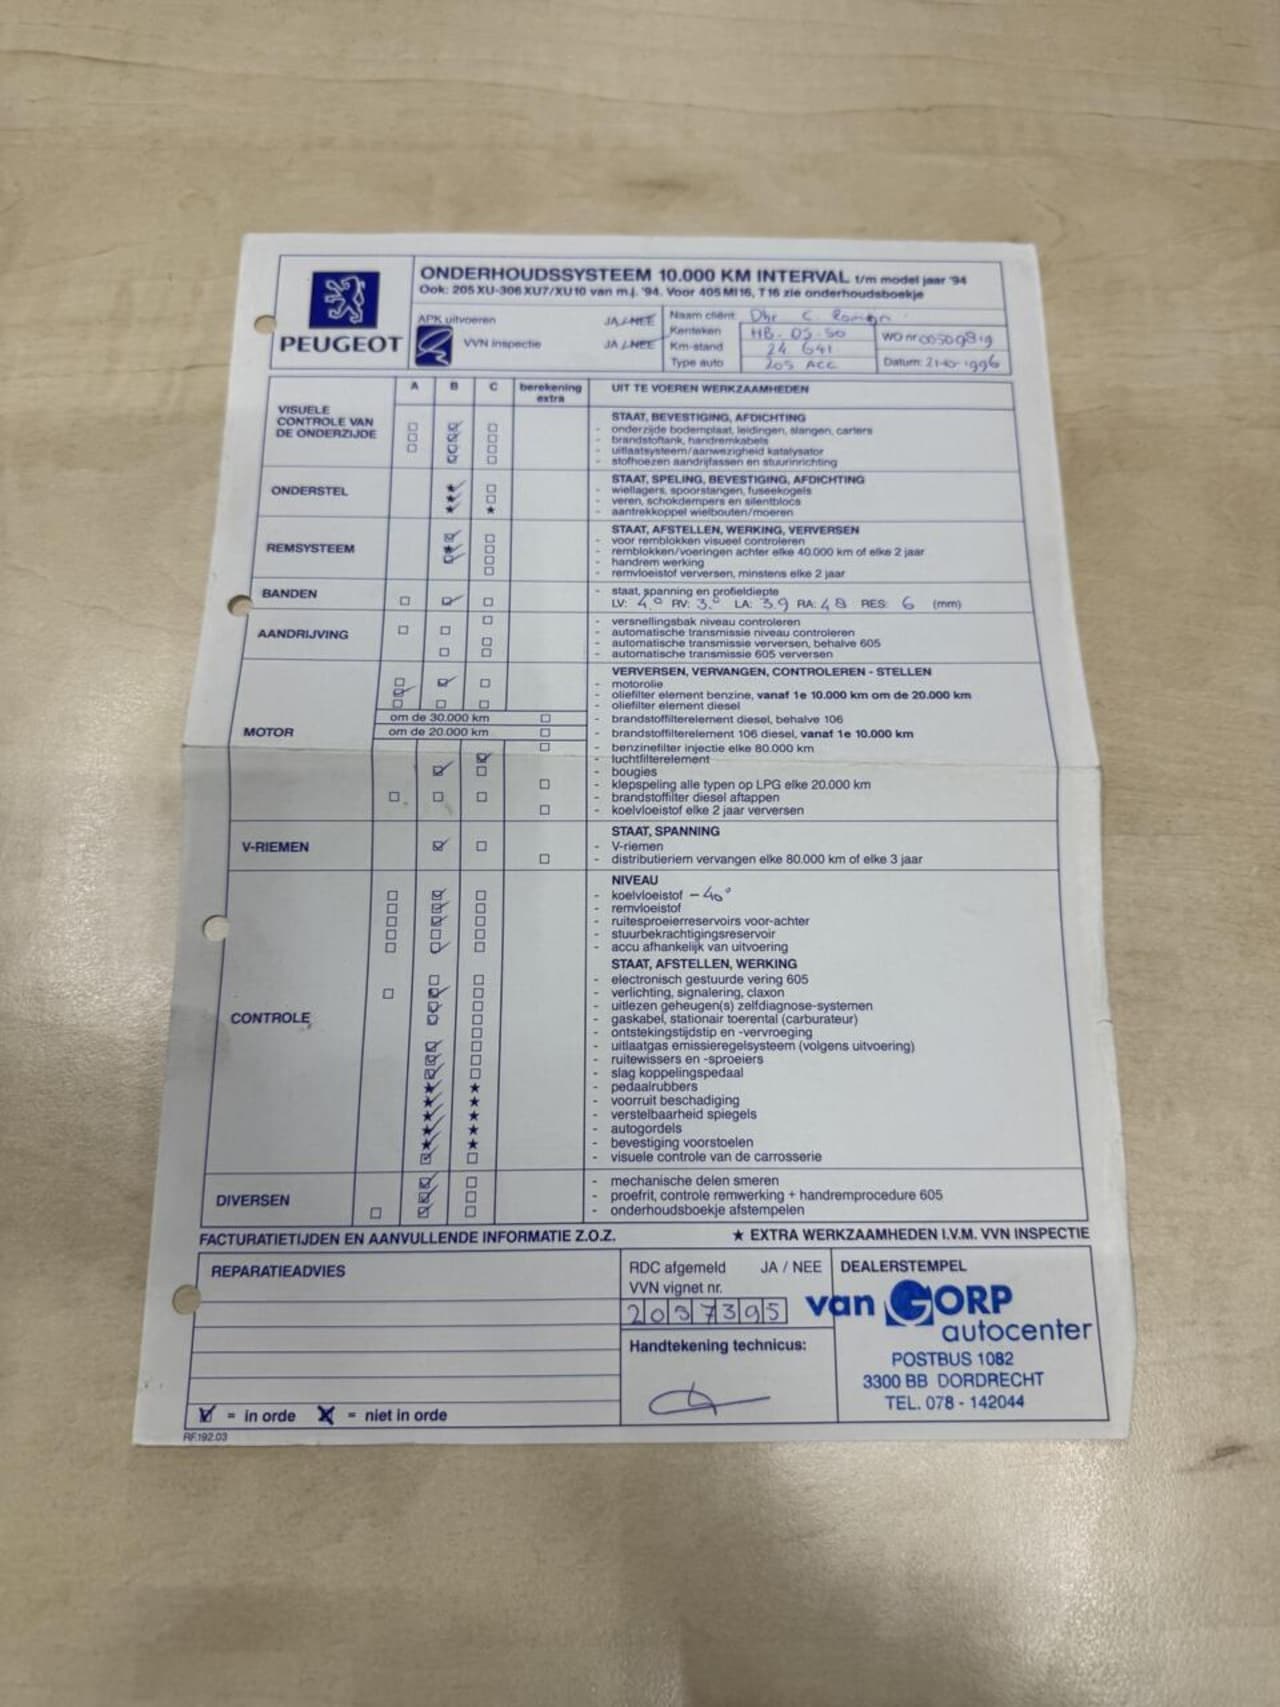 ONDERHOUDSSYSTEEM 10.000 KM INTERVAL t/m model jaar '94
Ook: 205 XU-306 XU7/XU10 van m.j. '94. Voor 405 MI16, T16 zie onderhoudsboekje
PEUGEOT
APK uitvoeren JA / NEE
VVN Inspectie JA / NEE
Naam cliënt Dhr C.
Kenteken HB-05-50 WO nr 00509819
Km-stand 24 641
Type auto 205 ACC Datum: 21-10-1996
A B C berekening extra UIT TE VOEREN WERKZAAMHEDEN
VISUELE CONTROLE VAN DE ONDERZIJDE
STAAT, BEVESTIGING, AFDICHTING
- onderzijde bodemplaat, leidingen, slangen, carters
- brandstoftank, handremkabels
- uitlaatsysteem/aanwezigheid katalysator
- stofhoezen aandrijfassen en stuurinrichting
ONDERSTEL
STAAT, SPELING, BEVESTIGING, AFDICHTING
- wiellagers, spoorstangen, fuseekogels
- veren, schokdempers en silentblocs
- aantrekkoppel wielbouten/moeren
REMSYSTEEM
STAAT, AFSTELLEN, WERKING, VERVERSEN
- voor remblokken visueel controleren
- remblokken/voeringen achter elke 40.000 km of elke 2 jaar
- handrem werking
- remvloeistof verversen, minstens elke 2 jaar
BANDEN
- staat, spanning en profieldiepte
LV: 4.0 RV: 3.0 LA: 3.9 RA: 4.8 RES: 6 (mm)
AANDRIJVING
- versnellingsbak niveau controleren
- automatische transmissie niveau controleren
- automatische transmissie verversen, behalve 605
- automatische transmissie 605 verversen
MOTOR
VERVERSEN, VERVANGEN, CONTROLEREN - STELLEN
- motorolie
- oliefilter element benzine, vanaf 1e 10.000 km om de 20.000 km
- oliefilter element diesel
om de 30.000 km - brandstoffilterelement diesel, behalve 106
om de 20.000 km - brandstoffilterelement 106 diesel, vanaf 1e 10.000 km
- benzinefilter injectie elke 80.000 km
- luchtfilterelement
- bougies
- klepspeling alle typen op LPG elke 20.000 km
- brandstoffilter diesel aftappen
- koelvloeistof elke 2 jaar verversen
V-RIEMEN
STAAT, SPANNING
- V-riemen
- distributieriem vervangen elke 80.000 km of elke 3 jaar
CONTROLE
NIVEAU
- koelvloeistof -40°
- remvloeistof
- ruitesproeierreservoirs voor-achter
- stuurbekrachtigingsreservoir
- accu afhankelijk van uitvoering
STAAT, AFSTELLEN, WERKING
- electronisch gestuurde vering 605
- verlichting, signalering, claxon
- uitlezen geheugen(s) zelfdiagnose-systemen
- gaskabel, stationair toerental (carburateur)
- ontstekingstijdstip en -vervroeging
- uitlaatgas emissieregelsysteem (volgens uitvoering)
- ruitewissers en -sproeiers
- slag koppelingspedaal
- pedaalrubbers
- voorruit beschadiging
- verstelbaarheid spiegels
- autogordels
- bevestiging voorstoelen
- visuele controle van de carrosserie
DIVERSEN
- mechanische delen smeren
- proefrit, controle remwerking + handremprocedure 605
- onderhoudsboekje afstempelen
FACTURATIETIJDEN EN AANVULLENDE INFORMATIE Z.O.Z. ★ EXTRA WERKZAAMHEDEN I.V.M. VVN INSPECTIE
REPARATIEADVIES
RDC afgemeld JA / NEE
VVN vignet nr.
2037395
Handtekening technicus:
DEALERSTEMPEL
van GORP
autocenter
POSTBUS 1082
3300 BB DORDRECHT
TEL. 078 - 142044
= in orde = niet in orde
RF.192.03